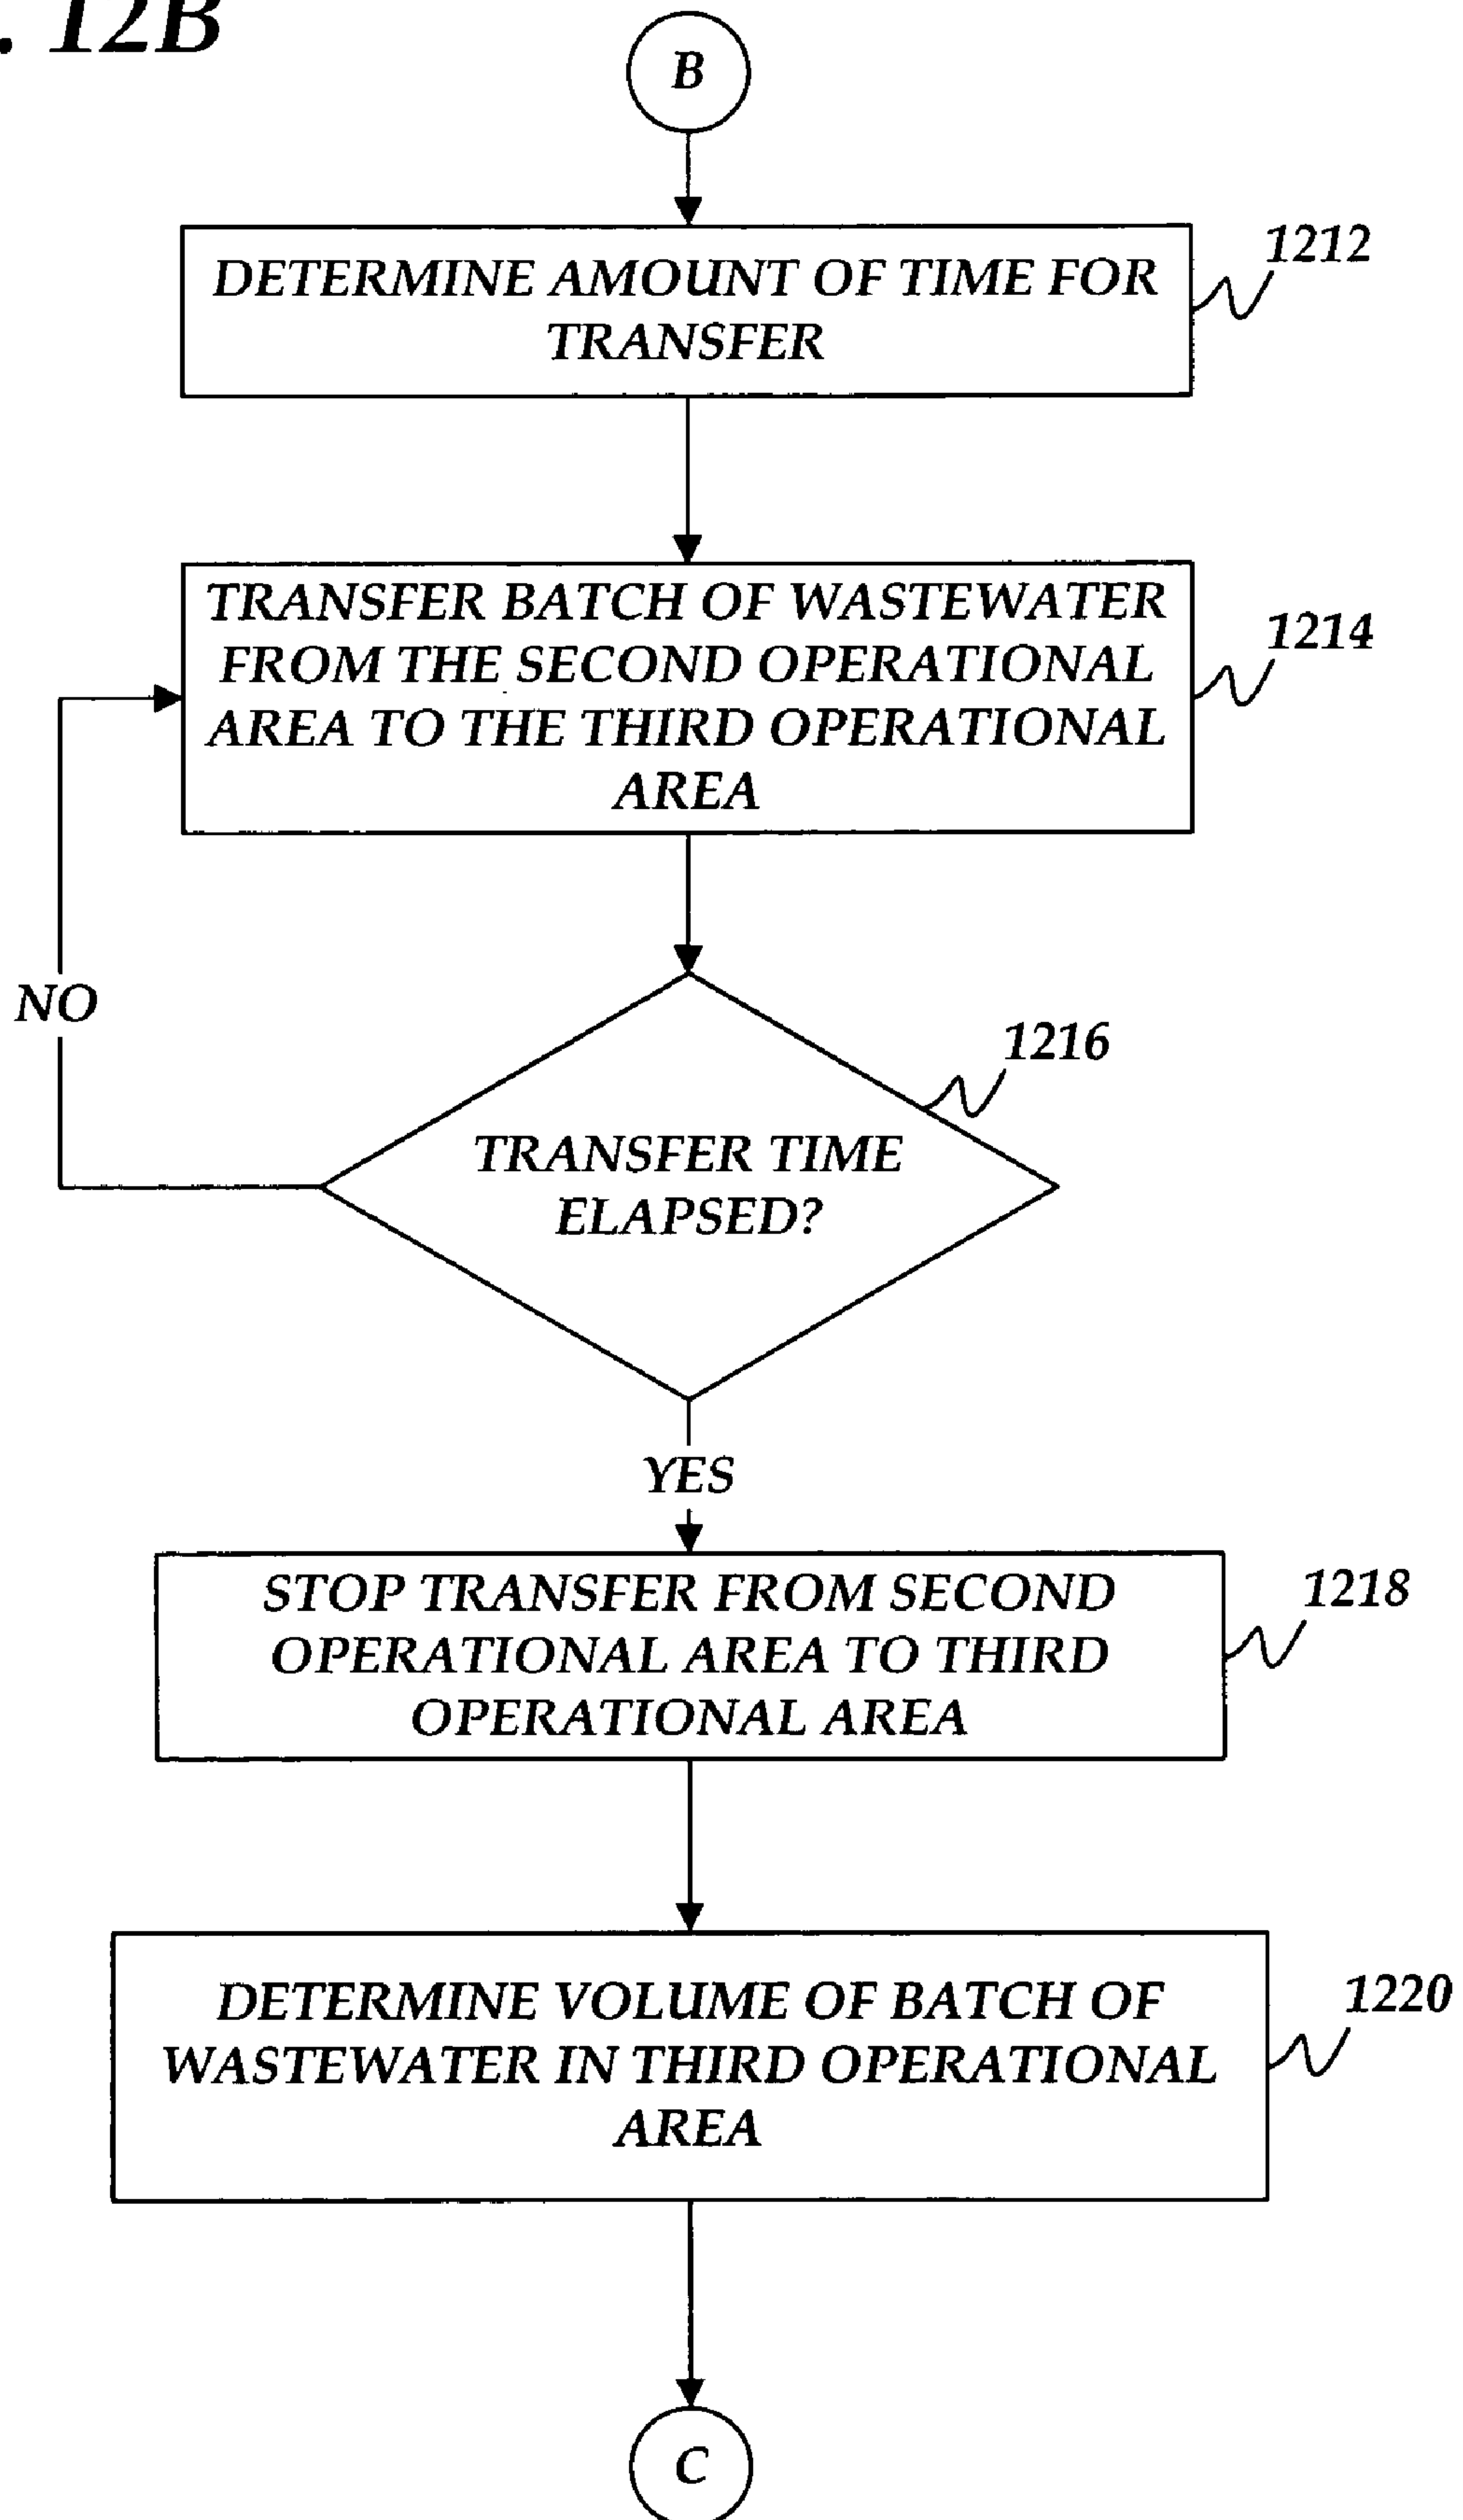 . 12B
B
DETERMINE AMOUNT OF TIME FOR
TRANSFER
1212
TRANSFER BATCH OF WASTEWATER
FROM THE SECOND OPERATIONAL
AREA TO THE THIRD OPERATIONAL
AREA
1214
NO
1216
TRANSFER TIME
ELAPSED?
YES
STOP TRANSFER FROM SECOND
OPERATIONAL AREA TO THIRD
OPERATIONAL AREA
1218
DETERMINE VOLUME OF BATCH OF
WASTEWATER IN THIRD OPERATIONAL
AREA
1220
C